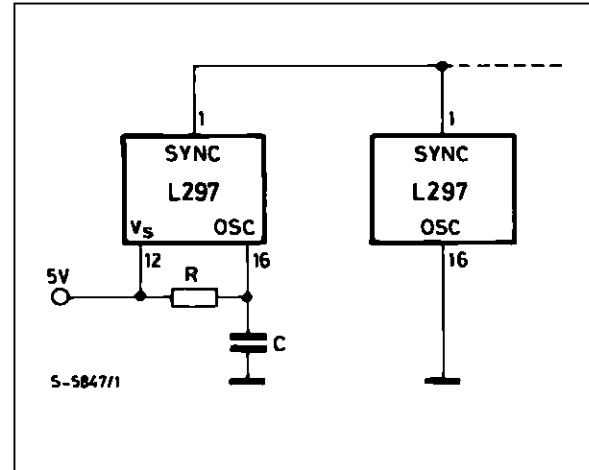 1 1
SYNC SYNC
L297 L297
Vs OSC OSC
12 16 16
5V R
C
S-5847/1